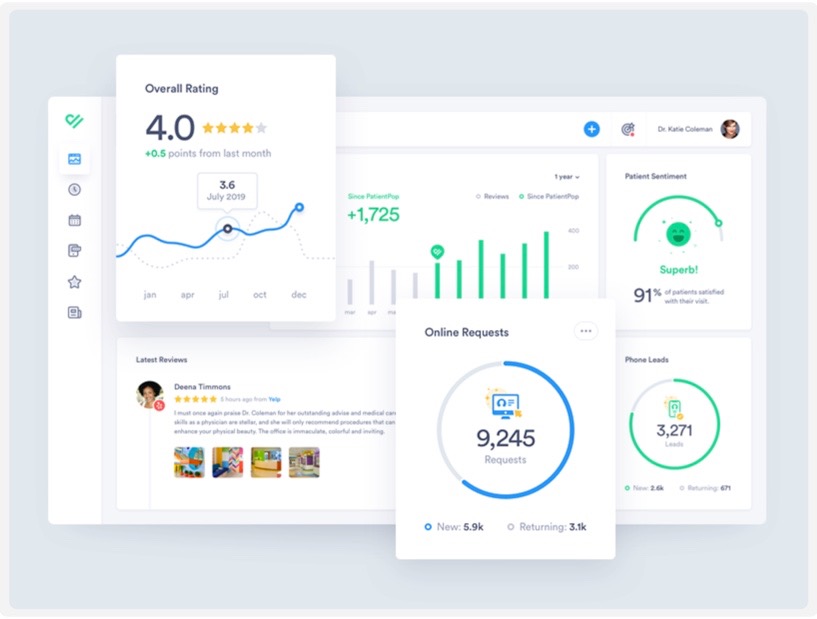 Overall Rating
4.0
+0.5 points from last month
3.6
July 2019
jan apr jul oct dec
Dr. Katie Coleman
1 year
Since PatientPop
+1,725
Reviews Since PatientPop
400
200
mar apr
Patient Sentiment
Superb!
91% of patients satisfied
with their visit.
Latest Reviews
Deena Timmons
5 hours ago from Yelp
I must once again praise Dr. Coleman for her outstanding advise and medical care
skills as a physician are stellar, and she will only recommend procedures that can
enhance your physical beauty. The office is immaculate, colorful and inviting.
Online Requests
9,245
Requests
New: 5.9k Returning: 3.1k
Phone Leads
3,271
Leads
New: 2.6k Returning: 671